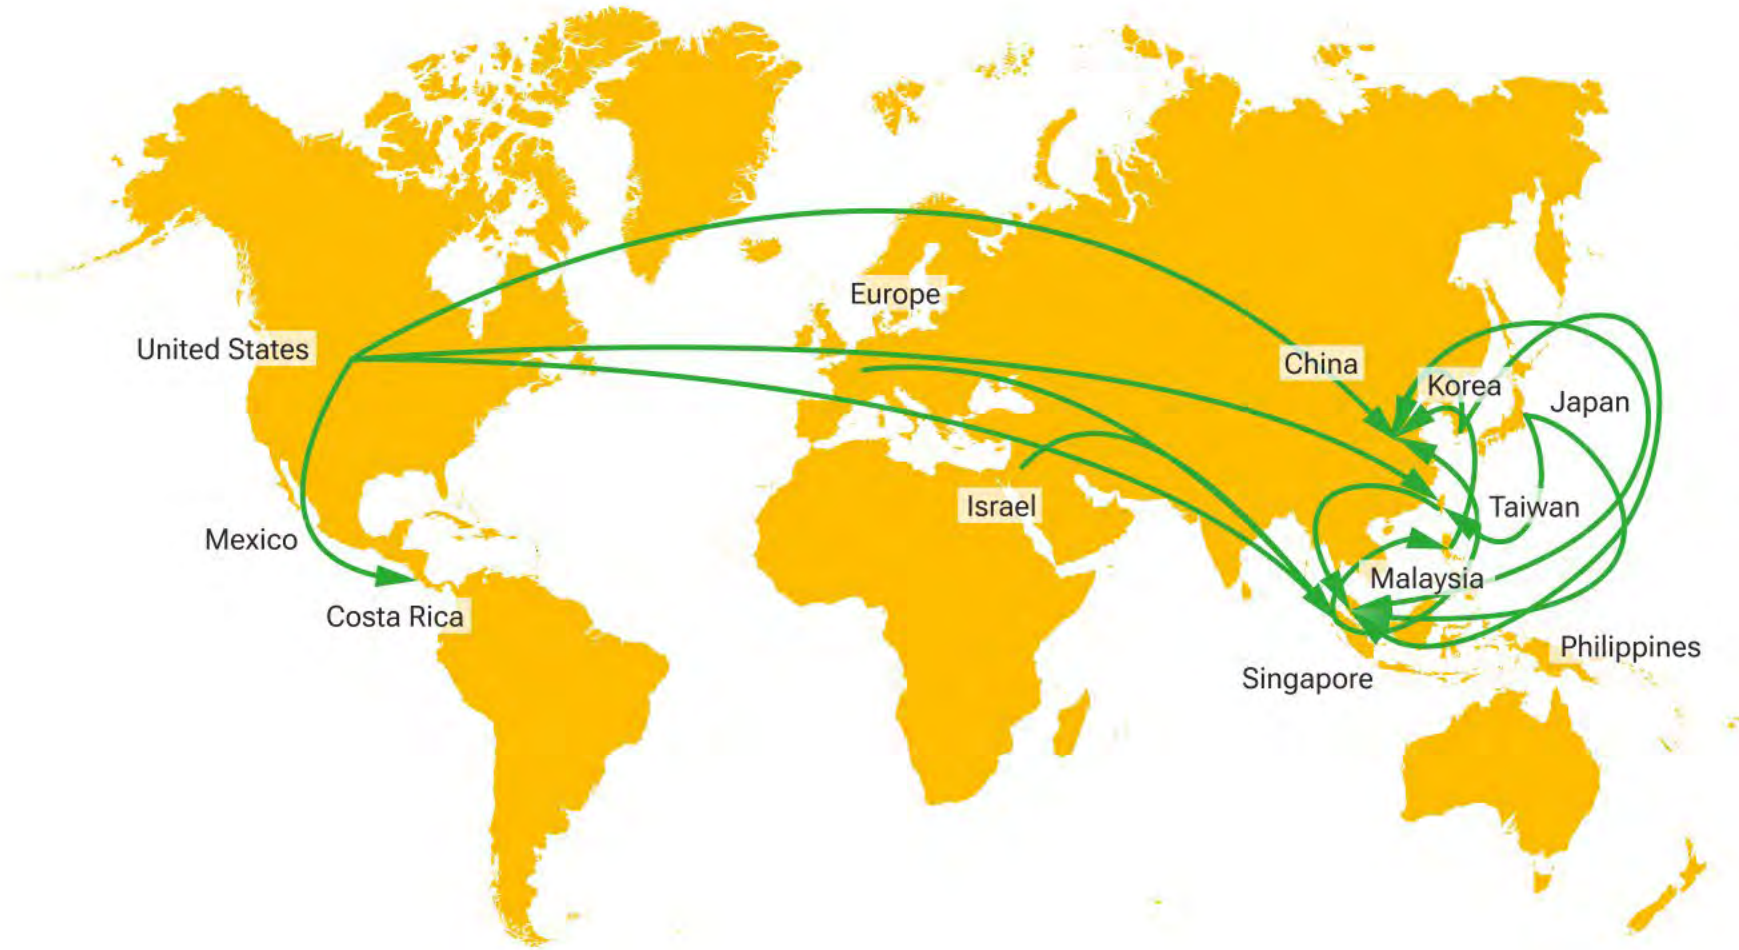 Europe
United States
China
Korea
Japan
Israel
Taiwan
Mexico
Malaysia
Costa Rica
Philippines
Singapore